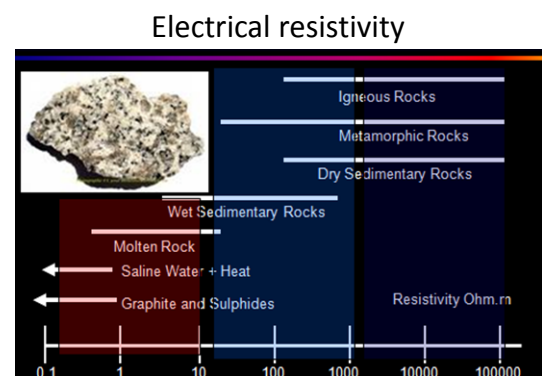 Electrical resistivity
Igneous Rocks
Metamorphic Rocks
Dry Sedimentary Rocks
Wet Sedimentary Rocks
Molten Rock
Saline Water + Heat
Graphite and Sulphides
Resistivity Ohm.m
0.1 1 10 100 1000 10000 100000